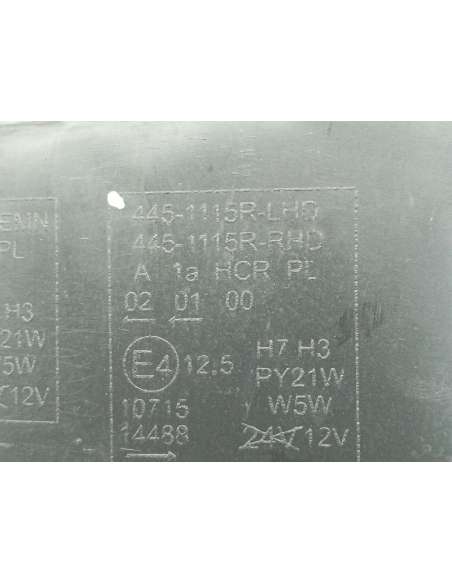 445-1115R-LHD
445-1115R-RHD
A 1a HCR PL
02 01 00
E4 12.5
H7 H3
PY21W
W5W
10715
14488
24V 12V
PL
H3
21W
5W
12V